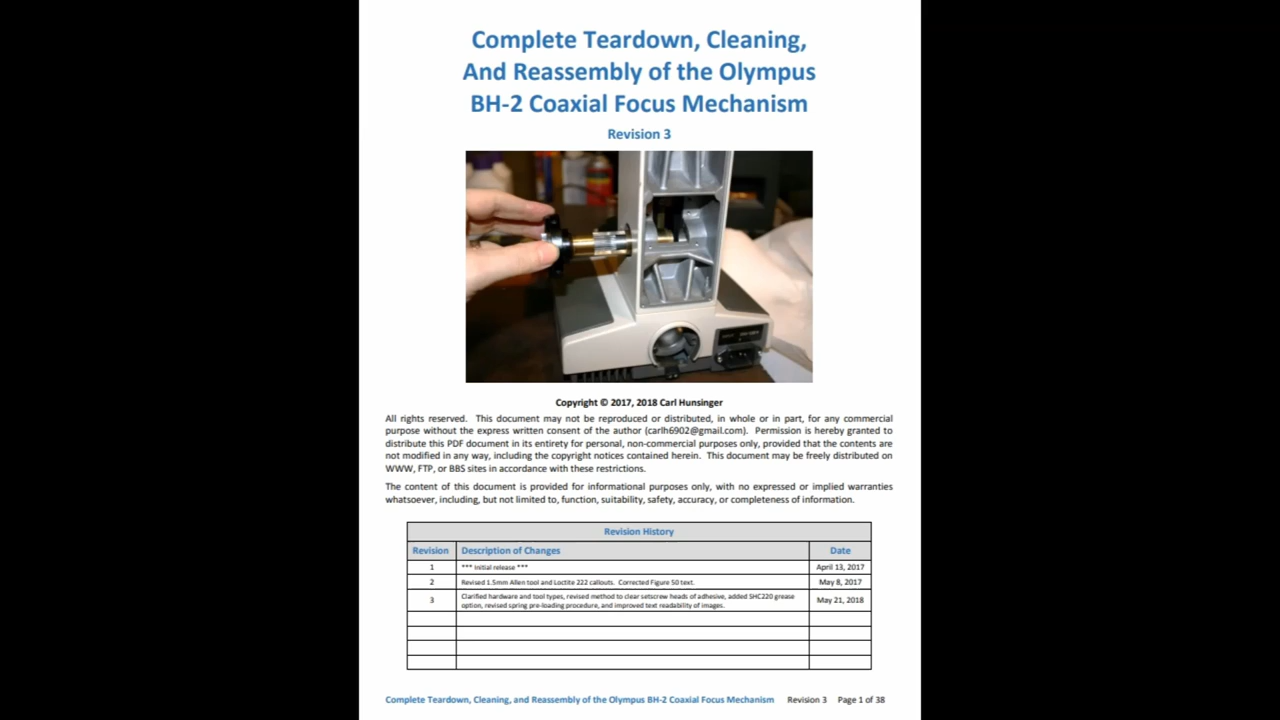 Complete Teardown, Cleaning,
And Reassembly of the Olympus
BH-2 Coaxial Focus Mechanism
Revision 3
Copyright © 2017, 2018 Carl Hunsinger
All rights reserved. This document may not be reproduced or distributed, in whole or in part, for any commercial
purpose without the express written consent of the author (carlh6902@gmail.com). Permission is hereby granted to
distribute this PDF document in its entirety for personal, non-commercial purposes only, provided that the contents are
not modified in any way, including the copyright notices contained herein. This document may be freely distributed on
WWW, FTP, or BBS sites in accordance with these restrictions.
The content of this document is provided for informational purposes only, with no expressed or implied warranties
whatsoever, including, but not limited to, function, suitability, safety, accuracy, or completeness of information.
Revision History
Revision Description of Changes Date
1 *** Initial release *** April 13, 2017
2 Revised 1.5mm Allen tool and Loctite 222 callouts. Corrected Figure 50 text. May 8, 2017
3 Clarified hardware and tool types, revised method to clear setscrew heads of adhesive, added SHC220 grease
option, revised spring pre-loading procedure, and improved text readability of images. May 21, 2018
Complete Teardown, Cleaning, and Reassembly of the Olympus BH-2 Coaxial Focus Mechanism Revision 3 Page 1 of 38